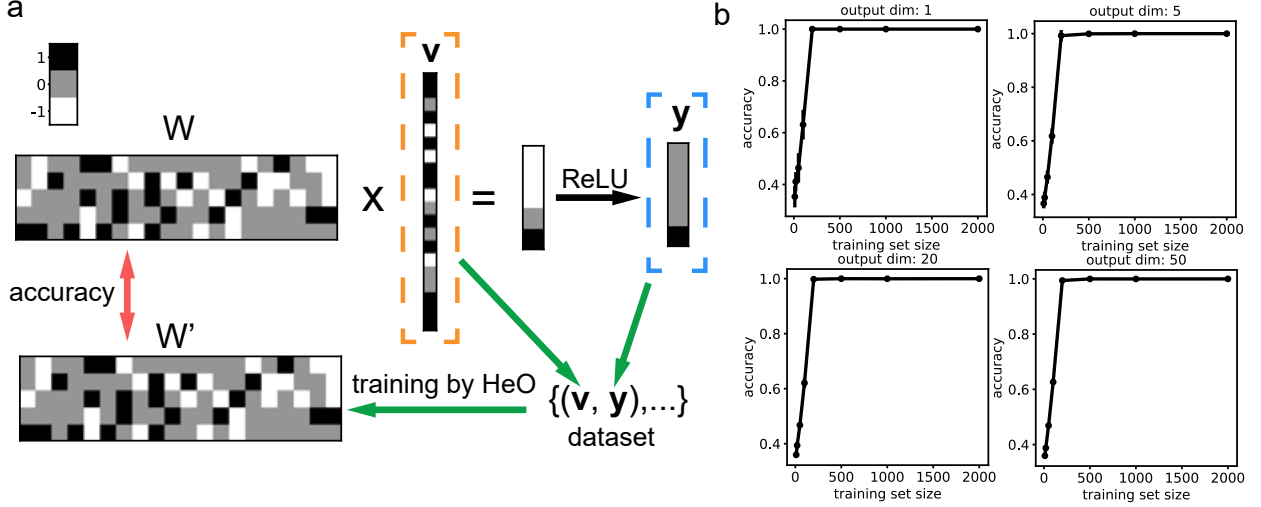 a
1
0
-1
W
x
v
=
ReLU
y
accuracy
W'
training by HeO
{(v, y),...}
dataset
b
output dim: 1
accuracy
1.0
0.8
0.6
0.4
0 500 1000 1500 2000
training set size
output dim: 5
accuracy
1.0
0.8
0.6
0.4
0 500 1000 1500 2000
training set size
output dim: 20
accuracy
1.0
0.8
0.6
0.4
0 500 1000 1500 2000
training set size
output dim: 50
accuracy
1.0
0.8
0.6
0.4
0 500 1000 1500 2000
training set size